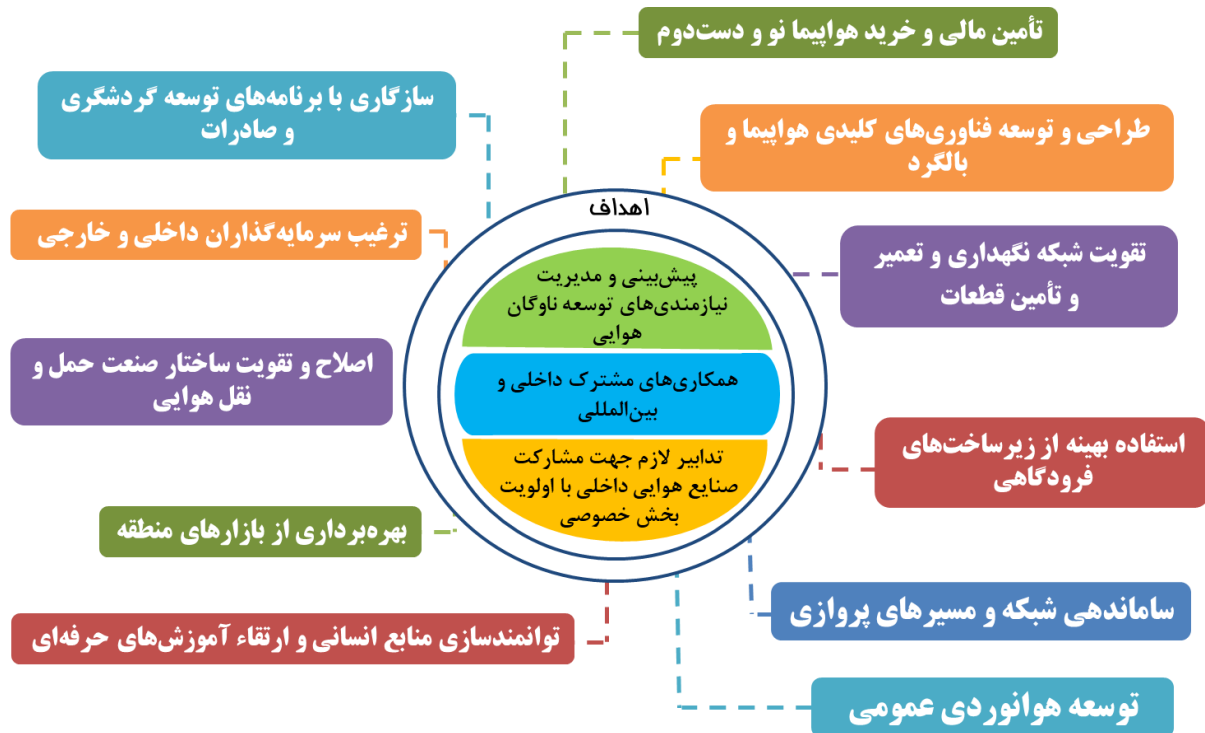 تأمین مالی و خرید هواپیما نو و دست‌دوم
طراحی و توسعه فناوری‌های کلیدی هواپیما و
بالگرد
تقویت شبکه نگهداری و تعمیر
و تأمین قطعات
استفاده بهینه از زیرساخت‌های
فرودگاهی
ساماندهی شبکه و مسیرهای پروازی
توسعه هوانوردی عمومی
اهداف
پیش‌بینی و مدیریت
نیازمندی‌های توسعه ناوگان
هوایی
همکاری‌های مشترک داخلی و
بین‌المللی
تدابیر لازم جهت مشارکت
صنایع هوایی داخلی با اولویت
بخش خصوصی
سازگاری با برنامه‌های توسعه گردشگری
و صادرات
ترغیب سرمایه‌گذاران داخلی و خارجی
اصلاح و تقویت ساختار صنعت حمل و
نقل هوایی
بهره‌برداری از بازارهای منطقه
توانمندسازی منابع انسانی و ارتقاء آموزش‌های حرفه‌ای